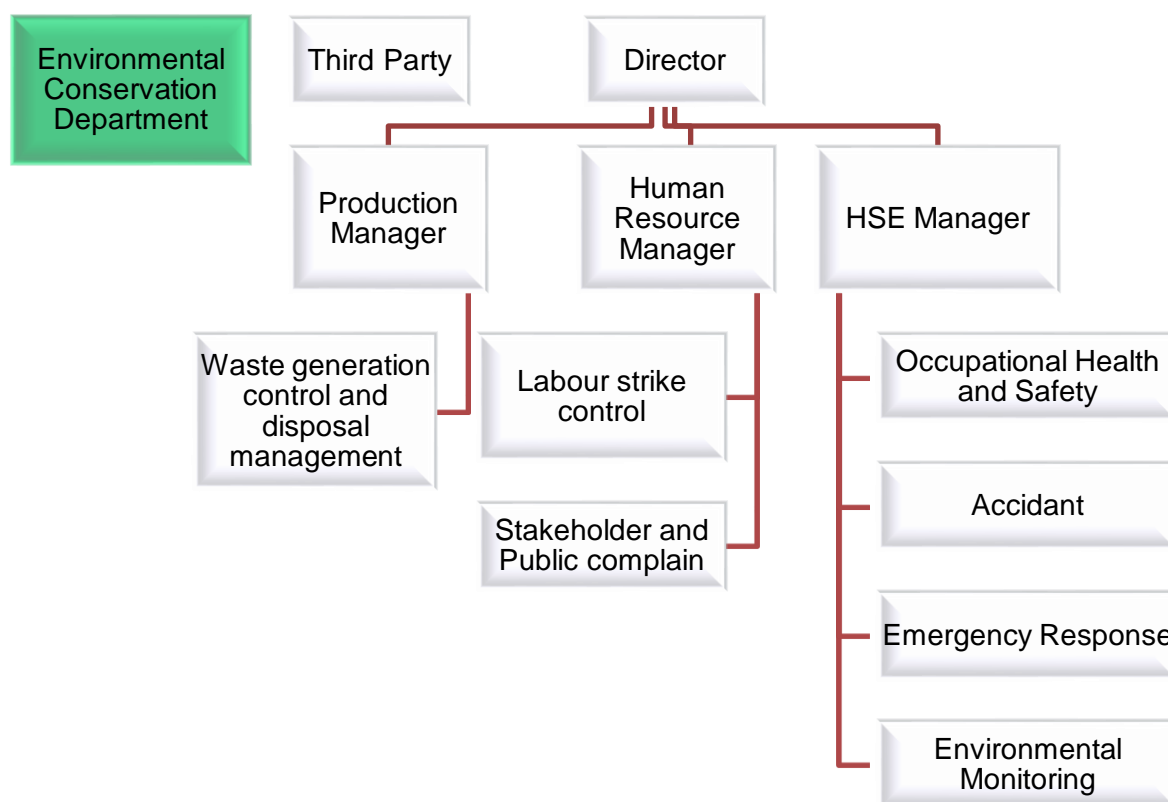 Environmental
Conservation
Department
Third Party
Director
Production
Manager
Human
Resource
Manager
HSE Manager
Waste generation
control and
disposal
management
Labour strike
control
Stakeholder and
Public complain
Occupational Health
and Safety
Accidant
Emergency Response
Environmental
Monitoring